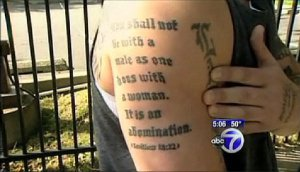 shall not
lie with a
male as one
does with
a woman.
It is an
abomination.
18:22
5:06 50°
abc 7